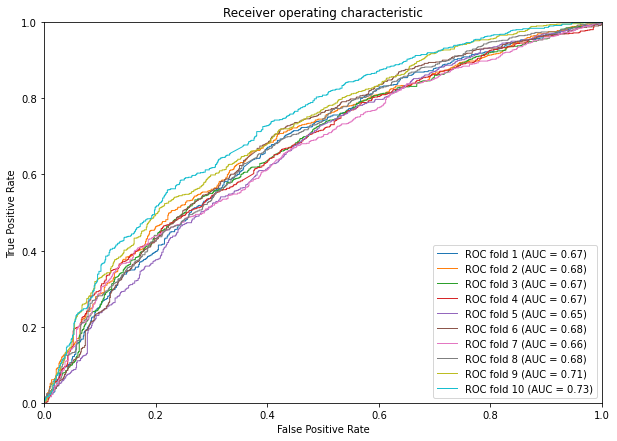 Receiver operating characteristic
1.0
0.8
0.6
0.4
0.2
0.0
True Positive Rate
ROC fold 1 (AUC = 0.67)
ROC fold 2 (AUC = 0.68)
ROC fold 3 (AUC = 0.67)
ROC fold 4 (AUC = 0.67)
ROC fold 5 (AUC = 0.65)
ROC fold 6 (AUC = 0.68)
ROC fold 7 (AUC = 0.66)
ROC fold 8 (AUC = 0.68)
ROC fold 9 (AUC = 0.71)
ROC fold 10 (AUC = 0.73)
0.0 0.2 0.4 0.6 0.8 1.0
False Positive Rate